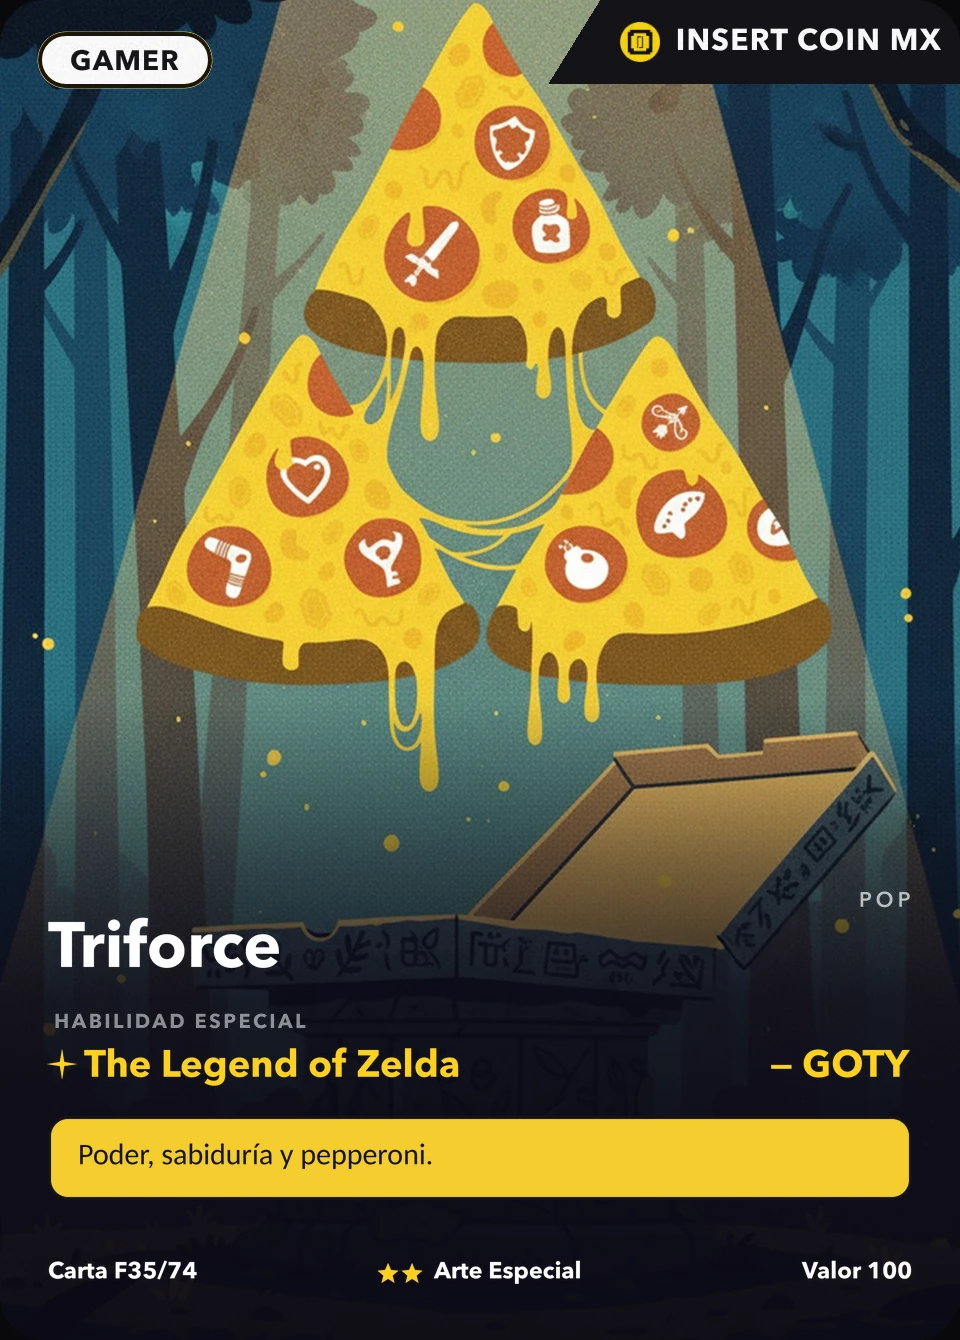 GAMER
INSERT COIN MX
POP
Triforce
HABILIDAD ESPECIAL
The Legend of Zelda – GOTY
Poder, sabiduría y pepperoni.
Carta F35/74 ★★ Arte Especial Valor 100